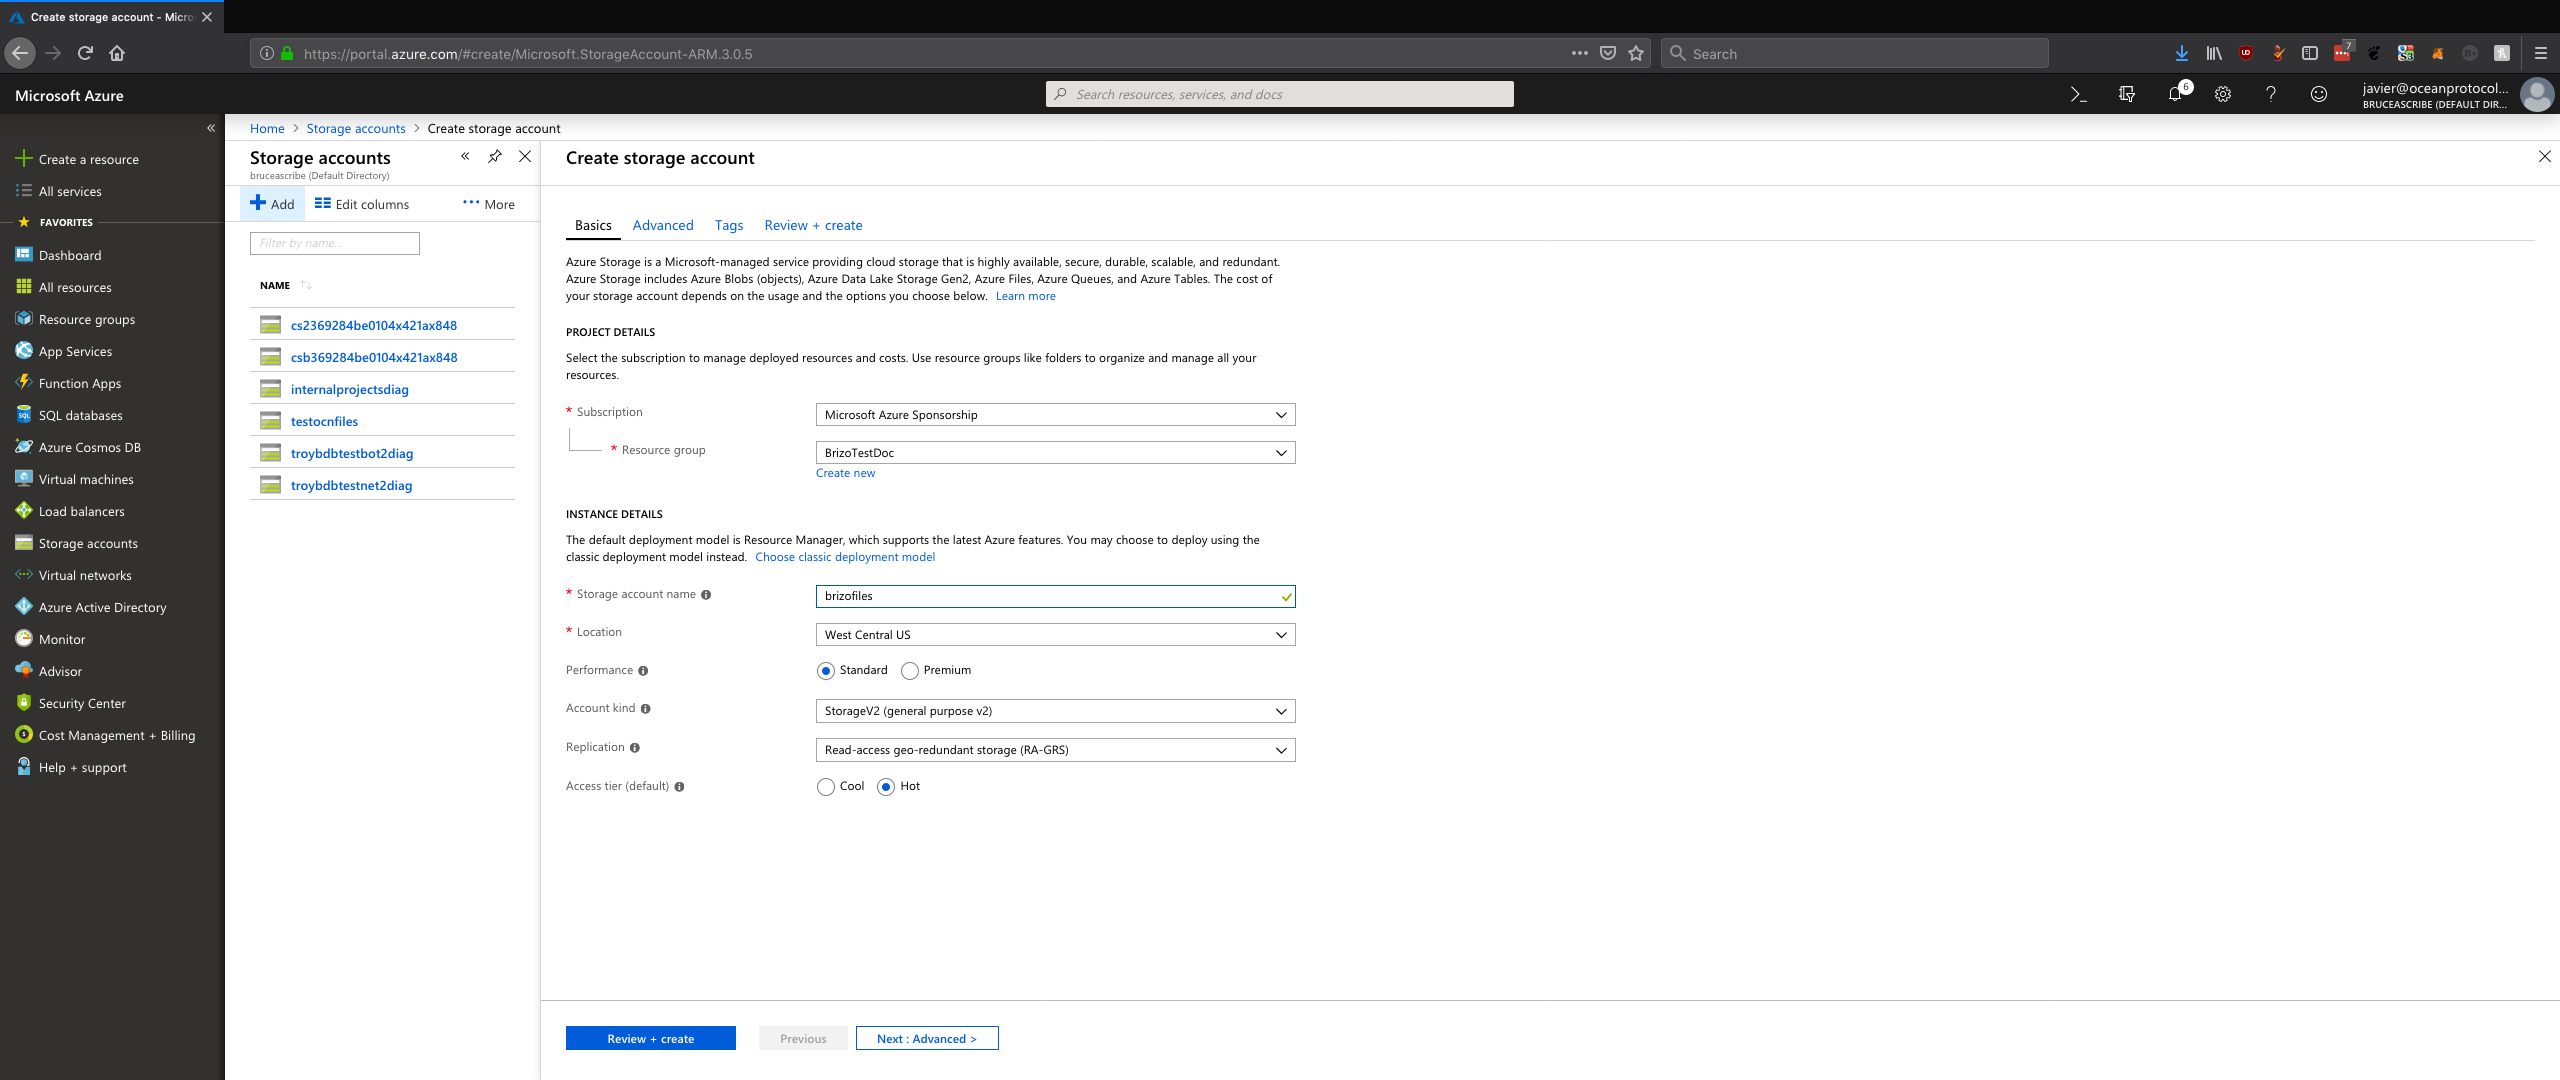 Create storage account - Micro
https://portal.azure.com/#create/Microsoft.StorageAccount-ARM.3.0.5
Search
7
Microsoft Azure
Search resources, services, and docs
6
javier@oceanprotocol...
BRUCEASCRIBE (DEFAULT DIR...
Create a resource
All services
FAVORITES
Dashboard
All resources
Resource groups
App Services
Function Apps
SQL databases
Azure Cosmos DB
Virtual machines
Load balancers
Storage accounts
Virtual networks
Azure Active Directory
Monitor
Advisor
Security Center
Cost Management + Billing
Help + support
Home > Storage accounts > Create storage account
Storage accounts
bruceascribe (Default Directory)
Add
Edit columns
More
Filter by name...
NAME
cs2369284be0104x421ax848
csb369284be0104x421ax848
internalprojectsdiag
testocnfiles
troybdbtestbot2diag
troybdbtestnet2diag
Create storage account
Basics
Advanced
Tags
Review + create
Azure Storage is a Microsoft-managed service providing cloud storage that is highly available, secure, durable, scalable, and redundant.
Azure Storage includes Azure Blobs (objects), Azure Data Lake Storage Gen2, Azure Files, Azure Queues, and Azure Tables. The cost of
your storage account depends on the usage and the options you choose below. Learn more
PROJECT DETAILS
Select the subscription to manage deployed resources and costs. Use resource groups like folders to organize and manage all your
resources.
* Subscription
Microsoft Azure Sponsorship
* Resource group
BrizoTestDoc
Create new
INSTANCE DETAILS
The default deployment model is Resource Manager, which supports the latest Azure features. You may choose to deploy using the
classic deployment model instead. Choose classic deployment model
* Storage account name
brizofiles
* Location
West Central US
Performance
Standard
Premium
Account kind
StorageV2 (general purpose v2)
Replication
Read-access geo-redundant storage (RA-GRS)
Access tier (default)
Cool
Hot
Review + create
Previous
Next : Advanced >